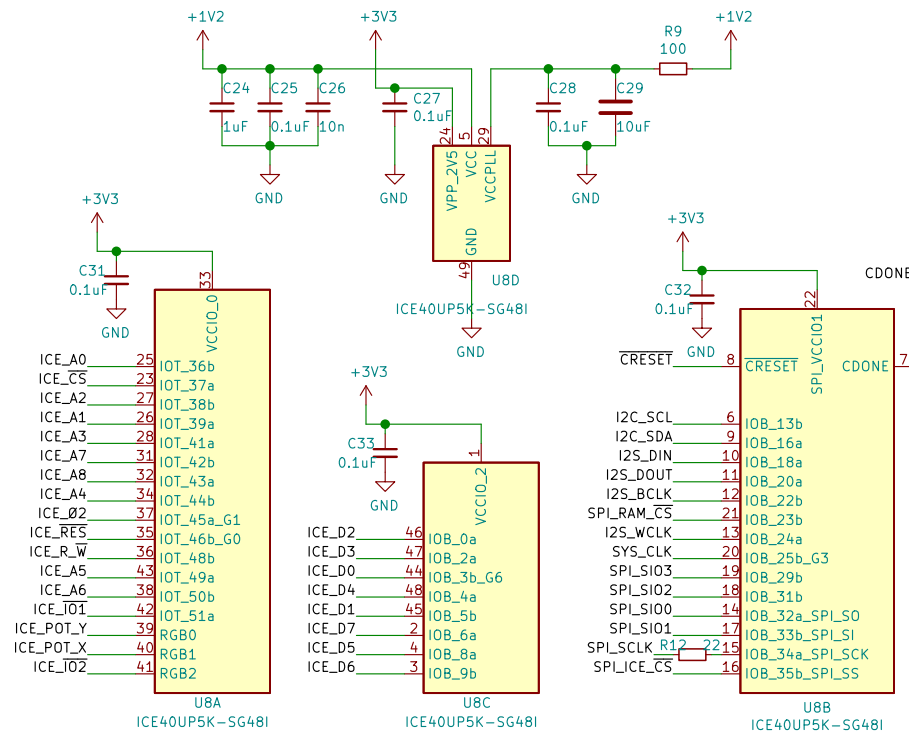 +1V2
+3V3
+1V2
R9
100
C24
1uF
C25
0.1uF
C26
10n
C27
0.1uF
C28
0.1uF
C29
10uF
GND
GND
GND
24
5
29
VPP_2V5
VCC
VCCPLL
GND
49
U8D
ICE40UP5K-SG48I
GND
+3V3
C31
0.1uF
GND
33
VCCIO_0
ICE_A0 25 IOT_36b
ICE_CS 23 IOT_37a
ICE_A2 27 IOT_38b
ICE_A1 26 IOT_39a
ICE_A3 28 IOT_41a
ICE_A7 31 IOT_42b
ICE_A8 32 IOT_43a
ICE_A4 34 IOT_44b
ICE_Ø2 37 IOT_45a_G1
ICE_RES 35 IOT_46b_G0
ICE_R_W 36 IOT_48b
ICE_A5 43 IOT_49a
ICE_A6 38 IOT_50b
ICE_IO1 42 IOT_51a
ICE_POT_Y 39 RGB0
ICE_POT_X 40 RGB1
ICE_IO2 41 RGB2
U8A
ICE40UP5K-SG48I
+3V3
C33
0.1uF
GND
1
VCCIO_2
ICE_D2 46 IOB_0a
ICE_D3 47 IOB_2a
ICE_D0 44 IOB_3b_G6
ICE_D4 48 IOB_4a
ICE_D1 45 IOB_5b
ICE_D7 2 IOB_6a
ICE_D5 4 IOB_8a
ICE_D6 3 IOB_9b
U8C
ICE40UP5K-SG48I
+3V3
C32
0.1uF
GND
22
SPI_VCCIO1
CDONE
CRESET 8 CRESET
CDONE 7
I2C_SCL 6 IOB_13b
I2C_SDA 9 IOB_16a
I2S_DIN 10 IOB_18a
I2S_DOUT 11 IOB_20a
I2S_BCLK 12 IOB_22b
SPI_RAM_CS 21 IOB_23b
I2S_WCLK 13 IOB_24a
SYS_CLK 20 IOB_25b_G3
SPI_SIO3 19 IOB_29b
SPI_SIO2 18 IOB_31b
SPI_SIO0 14 IOB_32a_SPI_SO
SPI_SIO1 17 IOB_33b_SPI_SI
SPI_SCLK R12 22 15 IOB_34a_SPI_SCK
SPI_ICE_CS 16 IOB_35b_SPI_SS
U8B
ICE40UP5K-SG48I